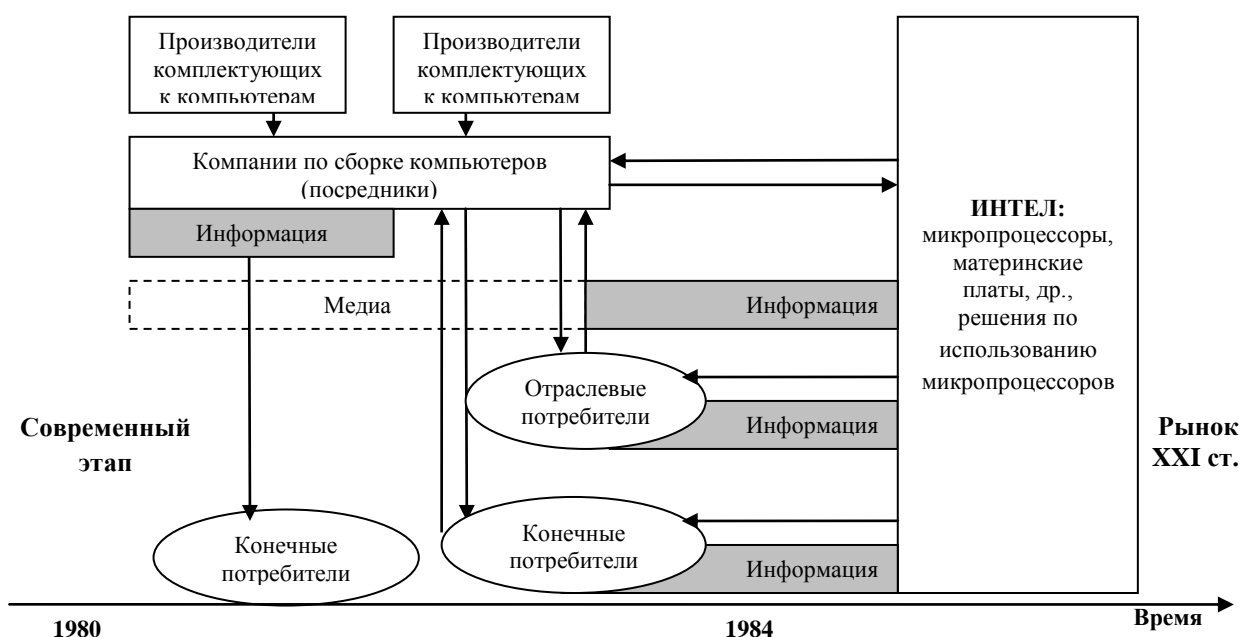 Производители
комплектующих
к компьютерам
Производители
комплектующих
к компьютерам
Компании по сборке компьютеров
(посредники)
Информация
Медиа
Информация
ИНТЕЛ:
микропроцессоры,
материнские
платы, др.,
решения по
использованию
микропроцессоров
Отраслевые
потребители
Информация
Современный
этап
Рынок
XXI ст.
Конечные
потребители
Конечные
потребители
Информация
Время
1980
1984